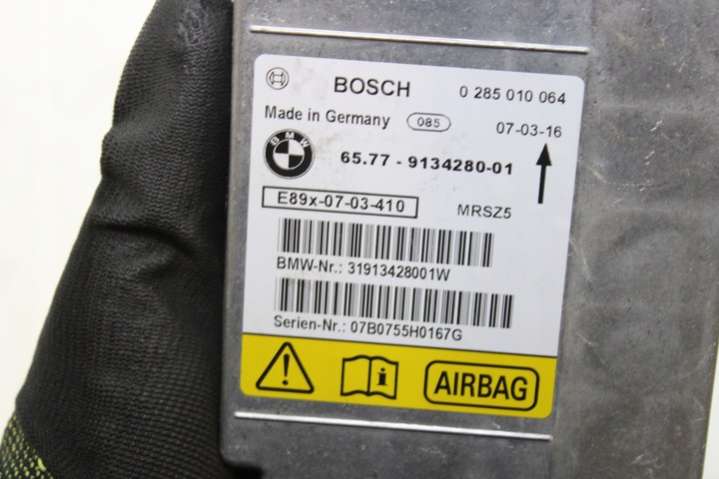 BOSCH 0 285 010 064
Made in Germany 085 07-03-16
BMW 65.77 - 9134280-01
E89x-07-03-410 MRSZ5
BMW-Nr.: 31913428001W
Serien-Nr.: 07B0755H0167G
AIRBAG